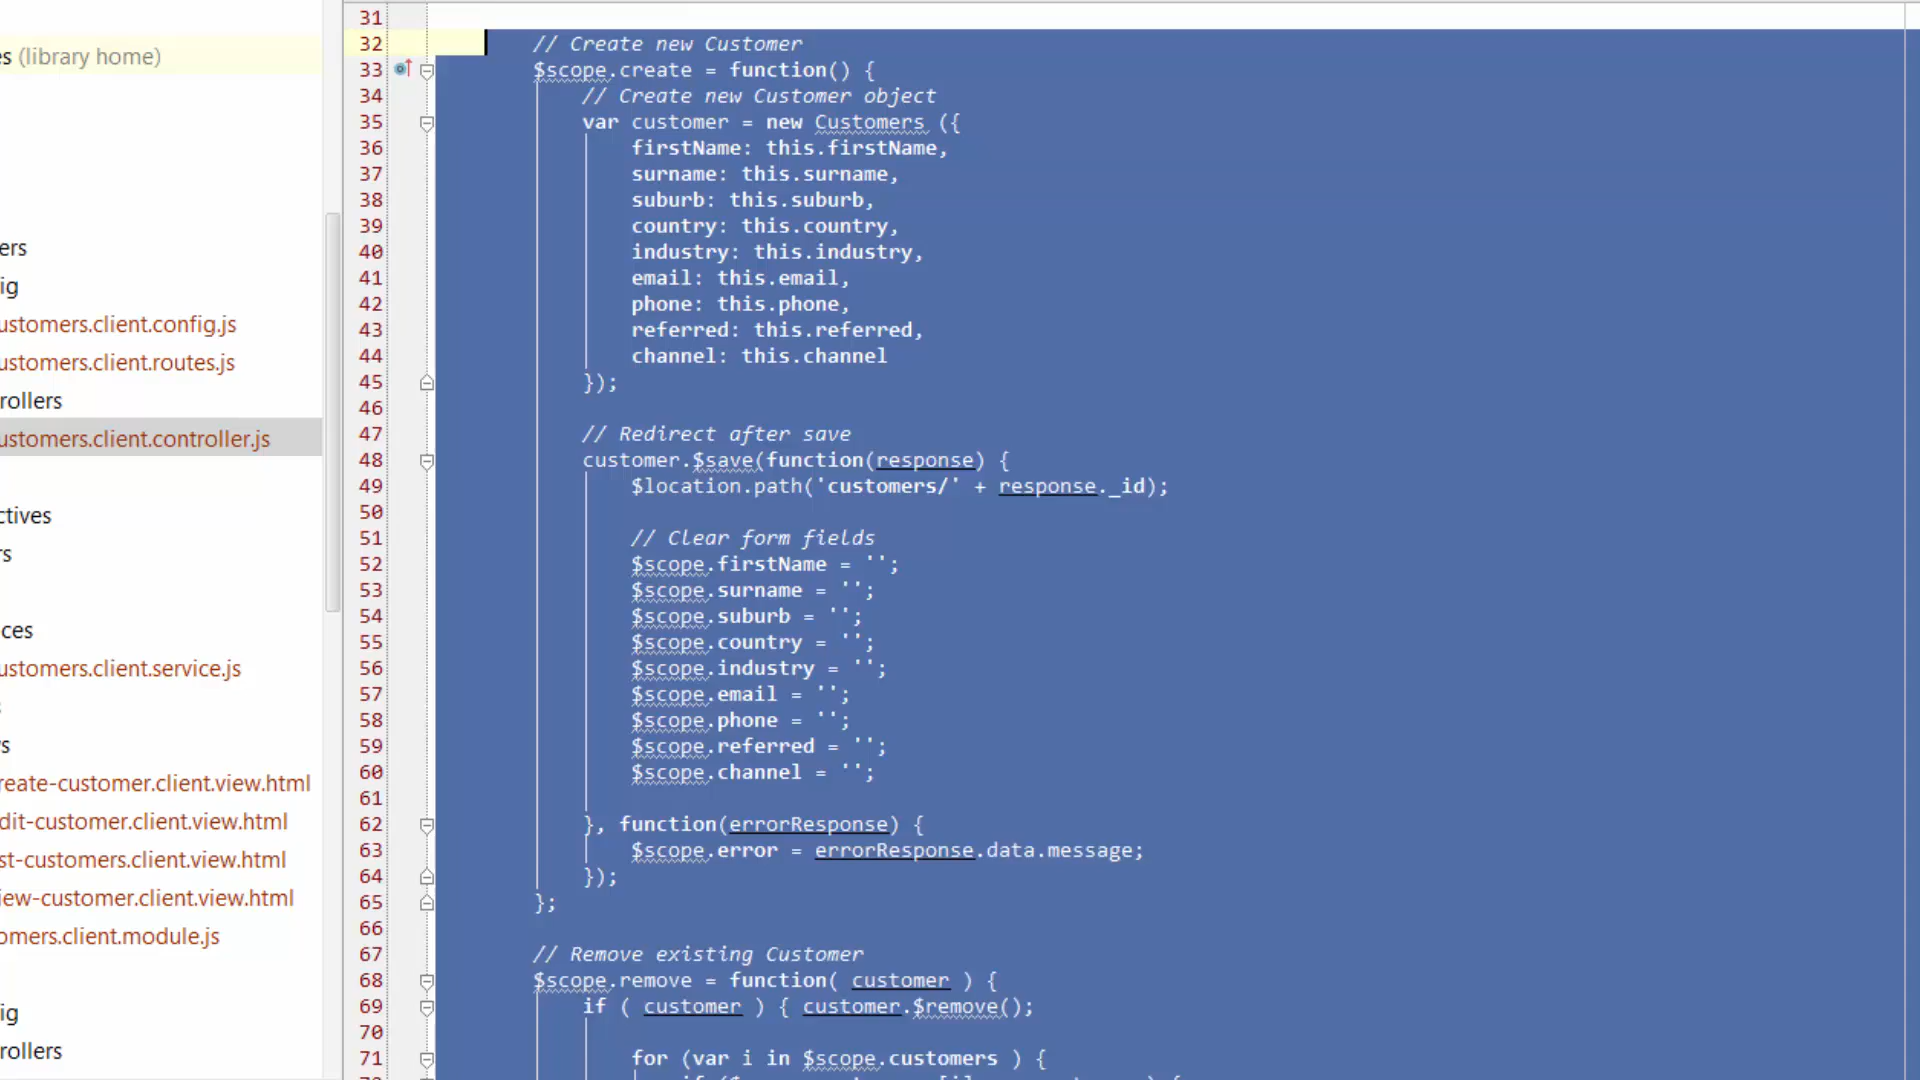 es (library home)
ers
ig
ustomers.client.config.js
ustomers.client.routes.js
rollers
ustomers.client.controller.js
ctives
rs
ces
ustomers.client.service.js
s
reate-customer.client.view.html
dit-customer.client.view.html
st-customers.client.view.html
iew-customer.client.view.html
omers.client.module.js
ig
rollers
31
32 // Create new Customer
33 $scope.create = function() {
34 // Create new Customer object
35 var customer = new Customers ({
36 firstName: this.firstName,
37 surname: this.surname,
38 suburb: this.suburb,
39 country: this.country,
40 industry: this.industry,
41 email: this.email,
42 phone: this.phone,
43 referred: this.referred,
44 channel: this.channel
45 });
46
47 // Redirect after save
48 customer.$save(function(response) {
49 $location.path('customers/' + response._id);
50
51 // Clear form fields
52 $scope.firstName = '';
53 $scope.surname = '';
54 $scope.suburb = '';
55 $scope.country = '';
56 $scope.industry = '';
57 $scope.email = '';
58 $scope.phone = '';
59 $scope.referred = '';
60 $scope.channel = '';
61
62 }, function(errorResponse) {
63 $scope.error = errorResponse.data.message;
64 });
65 };
66
67 // Remove existing Customer
68 $scope.remove = function( customer ) {
69 if ( customer ) { customer.$remove();
70
71 for (var i in $scope.customers ) {